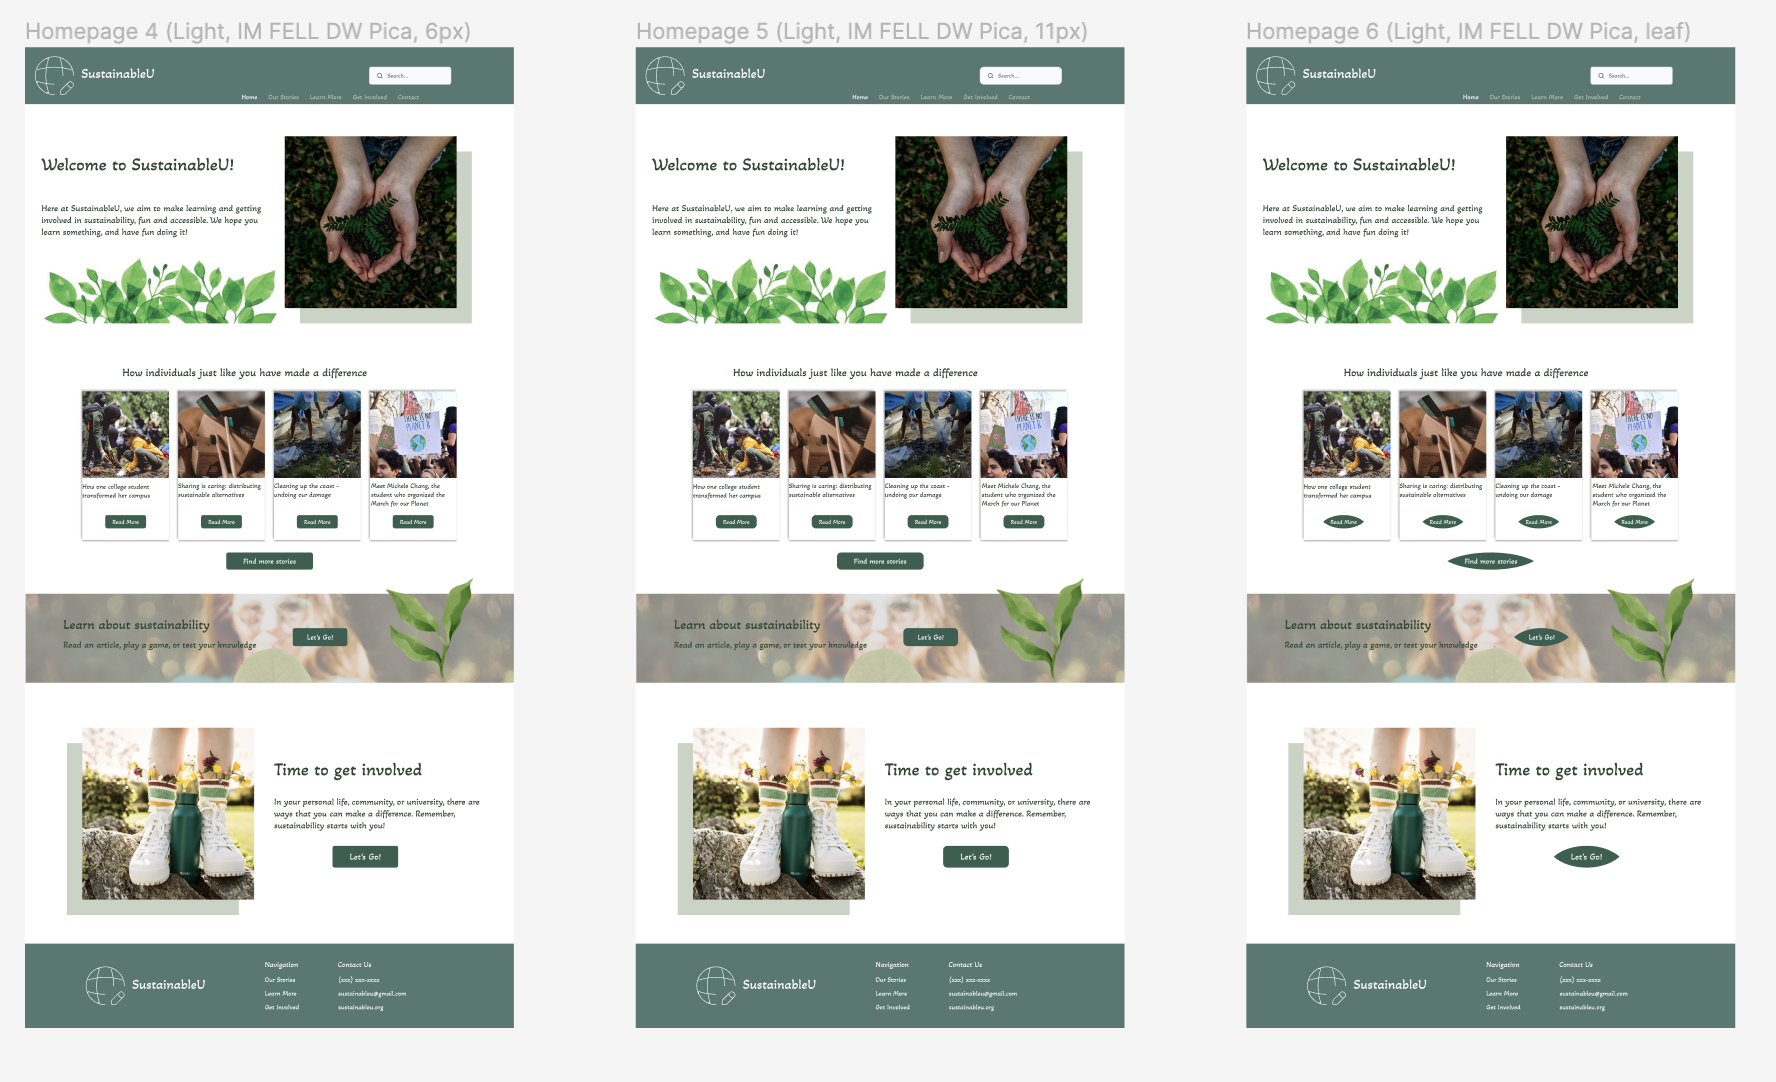 Homepage 4 (Light, IM FELL DW Pica, 6px)
SustainableU
Search...
Home Our Stories Learn More Get Involved Contact
Welcome to SustainableU!
Here at SustainableU, we aim to make learning and getting
involved in sustainability, fun and accessible. We hope you
learn something, and have fun doing it!
How individuals just like you have made a difference
THERE IS NO
PLANET B
How one college student
transformed her campus
Read More
Sharing is caring: distributing
sustainable alternatives
Read More
Cleaning up the coast -
undoing our damage
Read More
Meet Michele Chang, the
student who organized the
March for our Planet
Read More
Find more stories
Learn about sustainability
Read an article, play a game, or test your knowledge
Let's Go!
Time to get involved
In your personal life, community, or university, there are
ways that you can make a difference. Remember,
sustainability starts with you!
Let's Go!
SustainableU
Navigation
Our Stories
Learn More
Get Involved
Contact Us
(xxx) xxx-xxxx
sustainableu@gmail.com
sustainableu.org
Homepage 5 (Light, IM FELL DW Pica, 11px)
SustainableU
Search...
Home Our Stories Learn More Get Involved Contact
Welcome to SustainableU!
Here at SustainableU, we aim to make learning and getting
involved in sustainability, fun and accessible. We hope you
learn something, and have fun doing it!
How individuals just like you have made a difference
THERE IS NO
PLANET B
How one college student
transformed her campus
Read More
Sharing is caring: distributing
sustainable alternatives
Read More
Cleaning up the coast -
undoing our damage
Read More
Meet Michele Chang, the
student who organized the
March for our Planet
Read More
Find more stories
Learn about sustainability
Read an article, play a game, or test your knowledge
Let's Go!
Time to get involved
In your personal life, community, or university, there are
ways that you can make a difference. Remember,
sustainability starts with you!
Let's Go!
SustainableU
Navigation
Our Stories
Learn More
Get Involved
Contact Us
(xxx) xxx-xxxx
sustainableu@gmail.com
sustainableu.org
Homepage 6 (Light, IM FELL DW Pica, leaf)
SustainableU
Search...
Home Our Stories Learn More Get Involved Contact
Welcome to SustainableU!
Here at SustainableU, we aim to make learning and getting
involved in sustainability, fun and accessible. We hope you
learn something, and have fun doing it!
How individuals just like you have made a difference
THERE IS NO
PLANET B
How one college student
transformed her campus
Read More
Sharing is caring: distributing
sustainable alternatives
Read More
Cleaning up the coast -
undoing our damage
Read More
Meet Michele Chang, the
student who organized the
March for our Planet
Read More
Find more stories
Learn about sustainability
Read an article, play a game, or test your knowledge
Let's Go!
Time to get involved
In your personal life, community, or university, there are
ways that you can make a difference. Remember,
sustainability starts with you!
Let's Go!
SustainableU
Navigation
Our Stories
Learn More
Get Involved
Contact Us
(xxx) xxx-xxxx
sustainableu@gmail.com
sustainableu.org